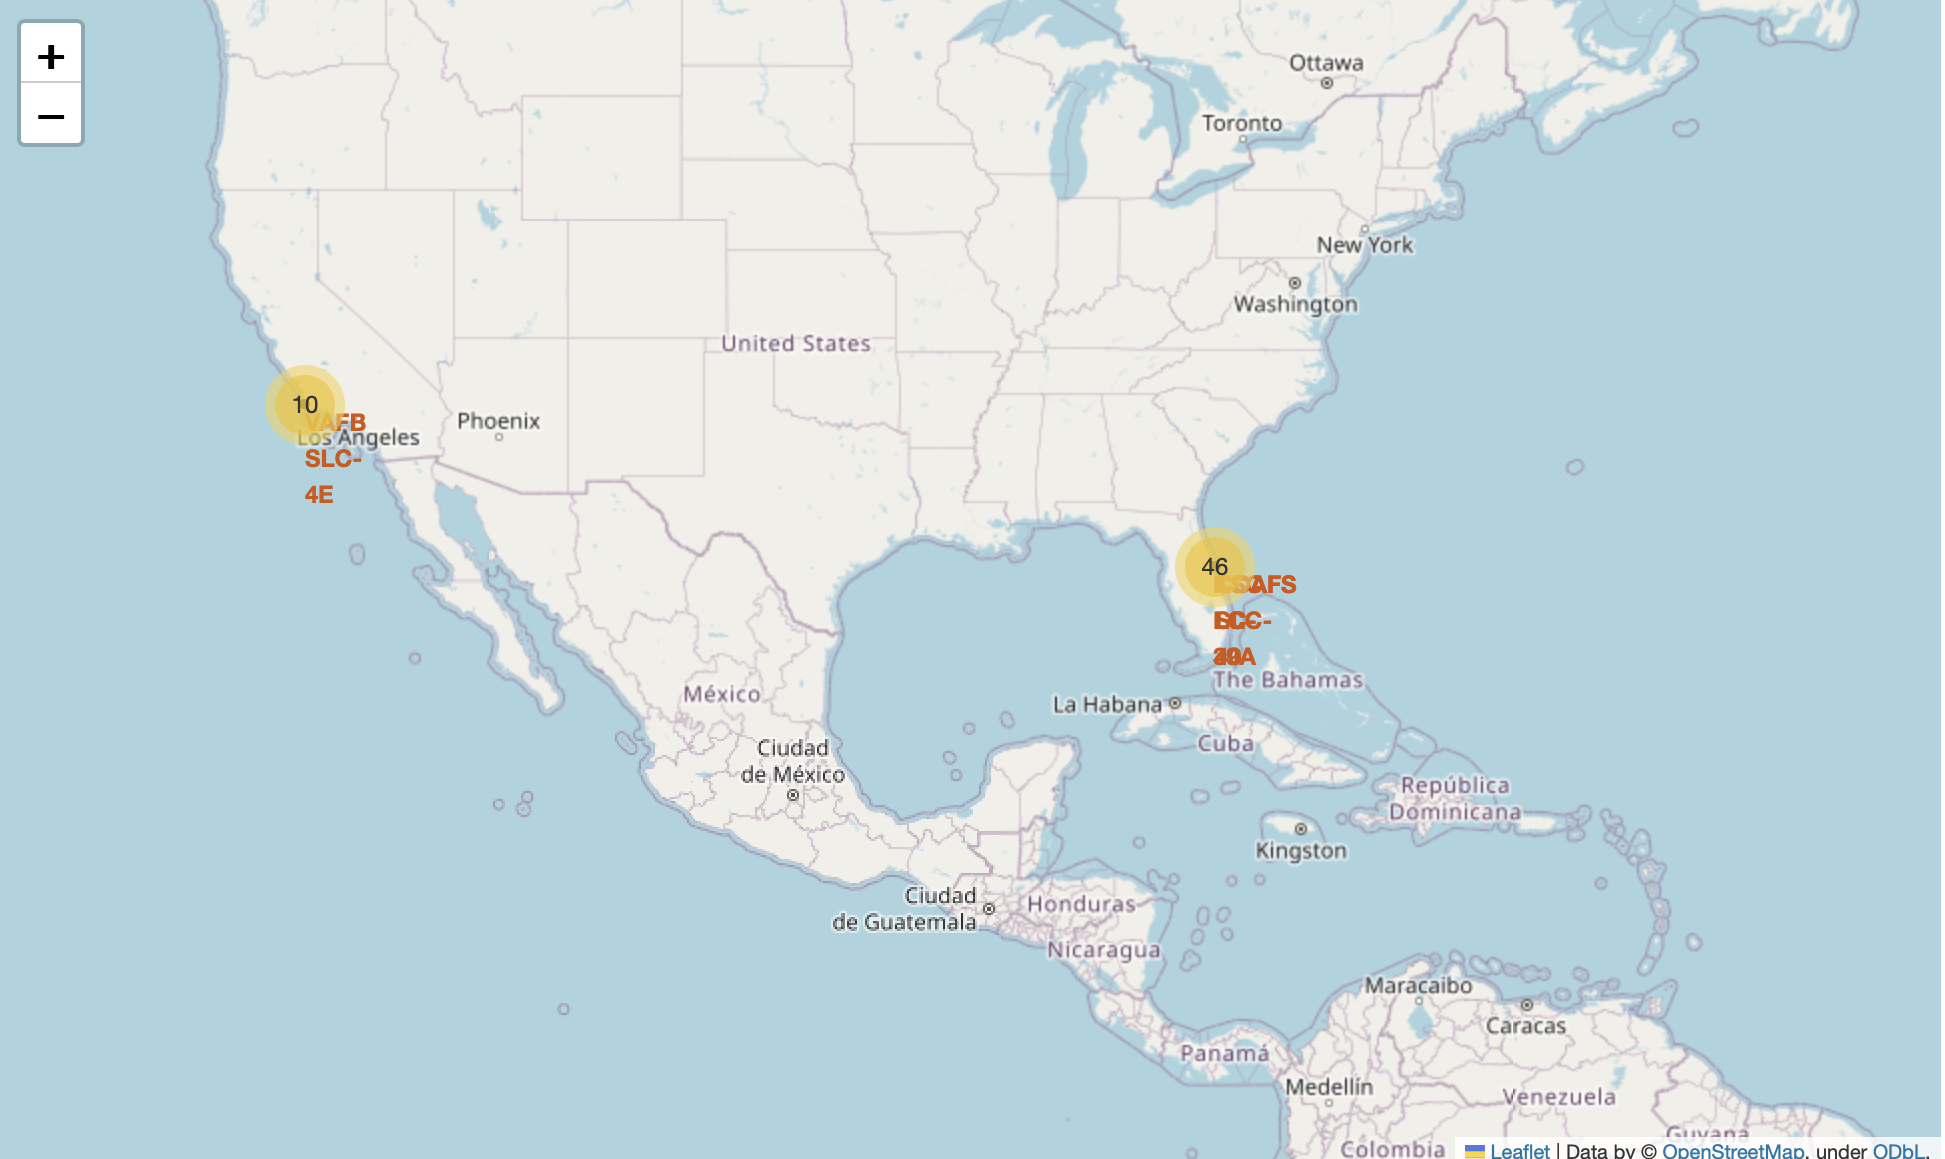 +
−
Ottawa
Toronto
New York
Washington
United States
10
VAFB
SLC-
4E
Los Angeles
Phoenix
46
AFS
The Bahamas
La Habana
Cuba
México
Ciudad
de México
República
Dominicana
Kingston
Ciudad
de Guatemala
Honduras
Nicaragua
Maracaibo
Caracas
Panamá
Medellín
Venezuela
Guyana
Colombia
Leaflet | Data by © OpenStreetMap, under ODbL.